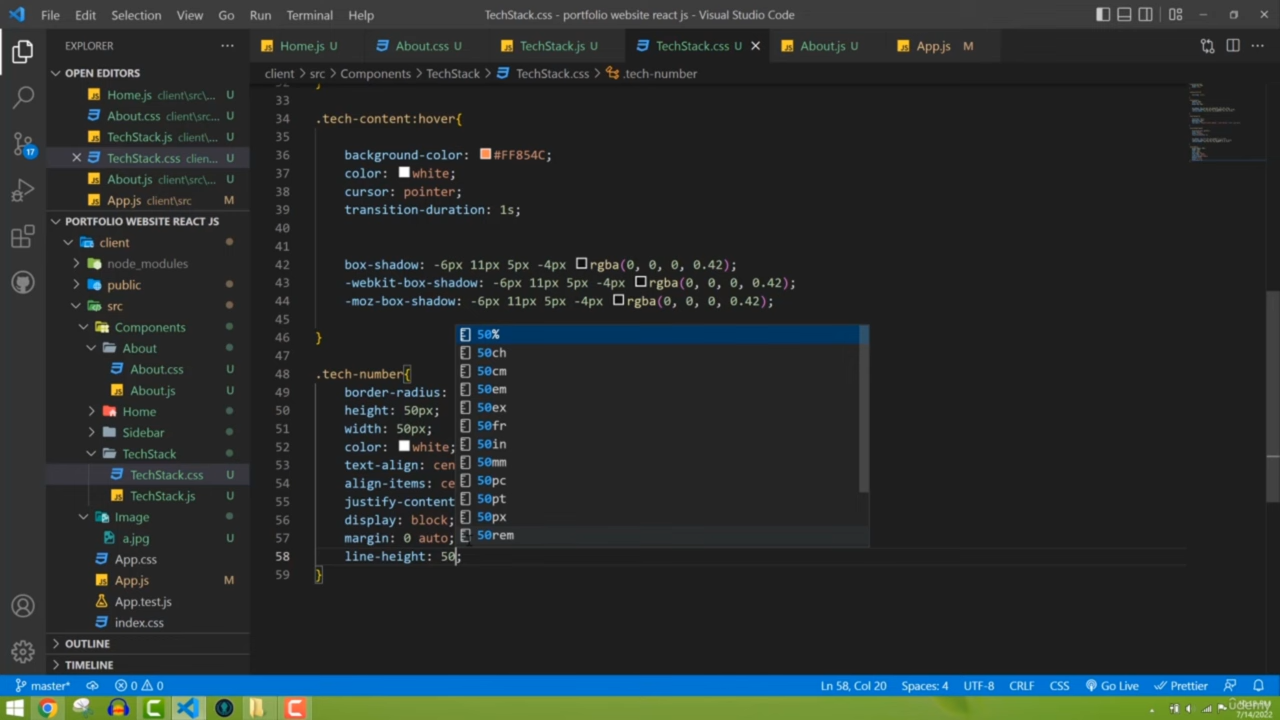 File Edit Selection View Go Run Terminal Help
TechStack.css - portfolio website react js - Visual Studio Code
EXPLORER
Home.js U About.css U TechStack.js U TechStack.css U About.js U App.js M
OPEN EDITORS
client > src > Components > TechStack > TechStack.css > .tech-number
Home.js client\src\... U
About.css client\src\... U
TechStack.js client\... U
TechStack.css clien... U
About.js client\src\... U
App.js client\src M
PORTFOLIO WEBSITE REACT JS
client
node_modules
public
src
Components
About
About.css U
About.js U
Home
Sidebar
TechStack
TechStack.css U
TechStack.js U
Image
a.jpg U
App.css
App.js M
App.test.js
index.css
OUTLINE
TIMELINE
17
33
34 .tech-content:hover{
35
36 background-color: #FF854C;
37 color: white;
38 cursor: pointer;
39 transition-duration: 1s;
40
41
42 box-shadow: -6px 11px 5px -4px rgba(0, 0, 0, 0.42);
43 -webkit-box-shadow: -6px 11px 5px -4px rgba(0, 0, 0, 0.42);
44 -moz-box-shadow: -6px 11px 5px -4px rgba(0, 0, 0, 0.42);
45
46 }
47
48 .tech-number{
49 border-radius:
50 height: 50px;
51 width: 50px;
52 color: white;
53 text-align: cen
54 align-items: ce
55 justify-content
56 display: block;
57 margin: 0 auto;
58 line-height: 50;
59 }
50%
50ch
50cm
50em
50ex
50fr
50in
50mm
50pc
50pt
50px
50rem
master* 0 0 Ln 58, Col 20 Spaces: 4 UTF-8 CRLF CSS Go Live Prettier
udemy
7/14/2022